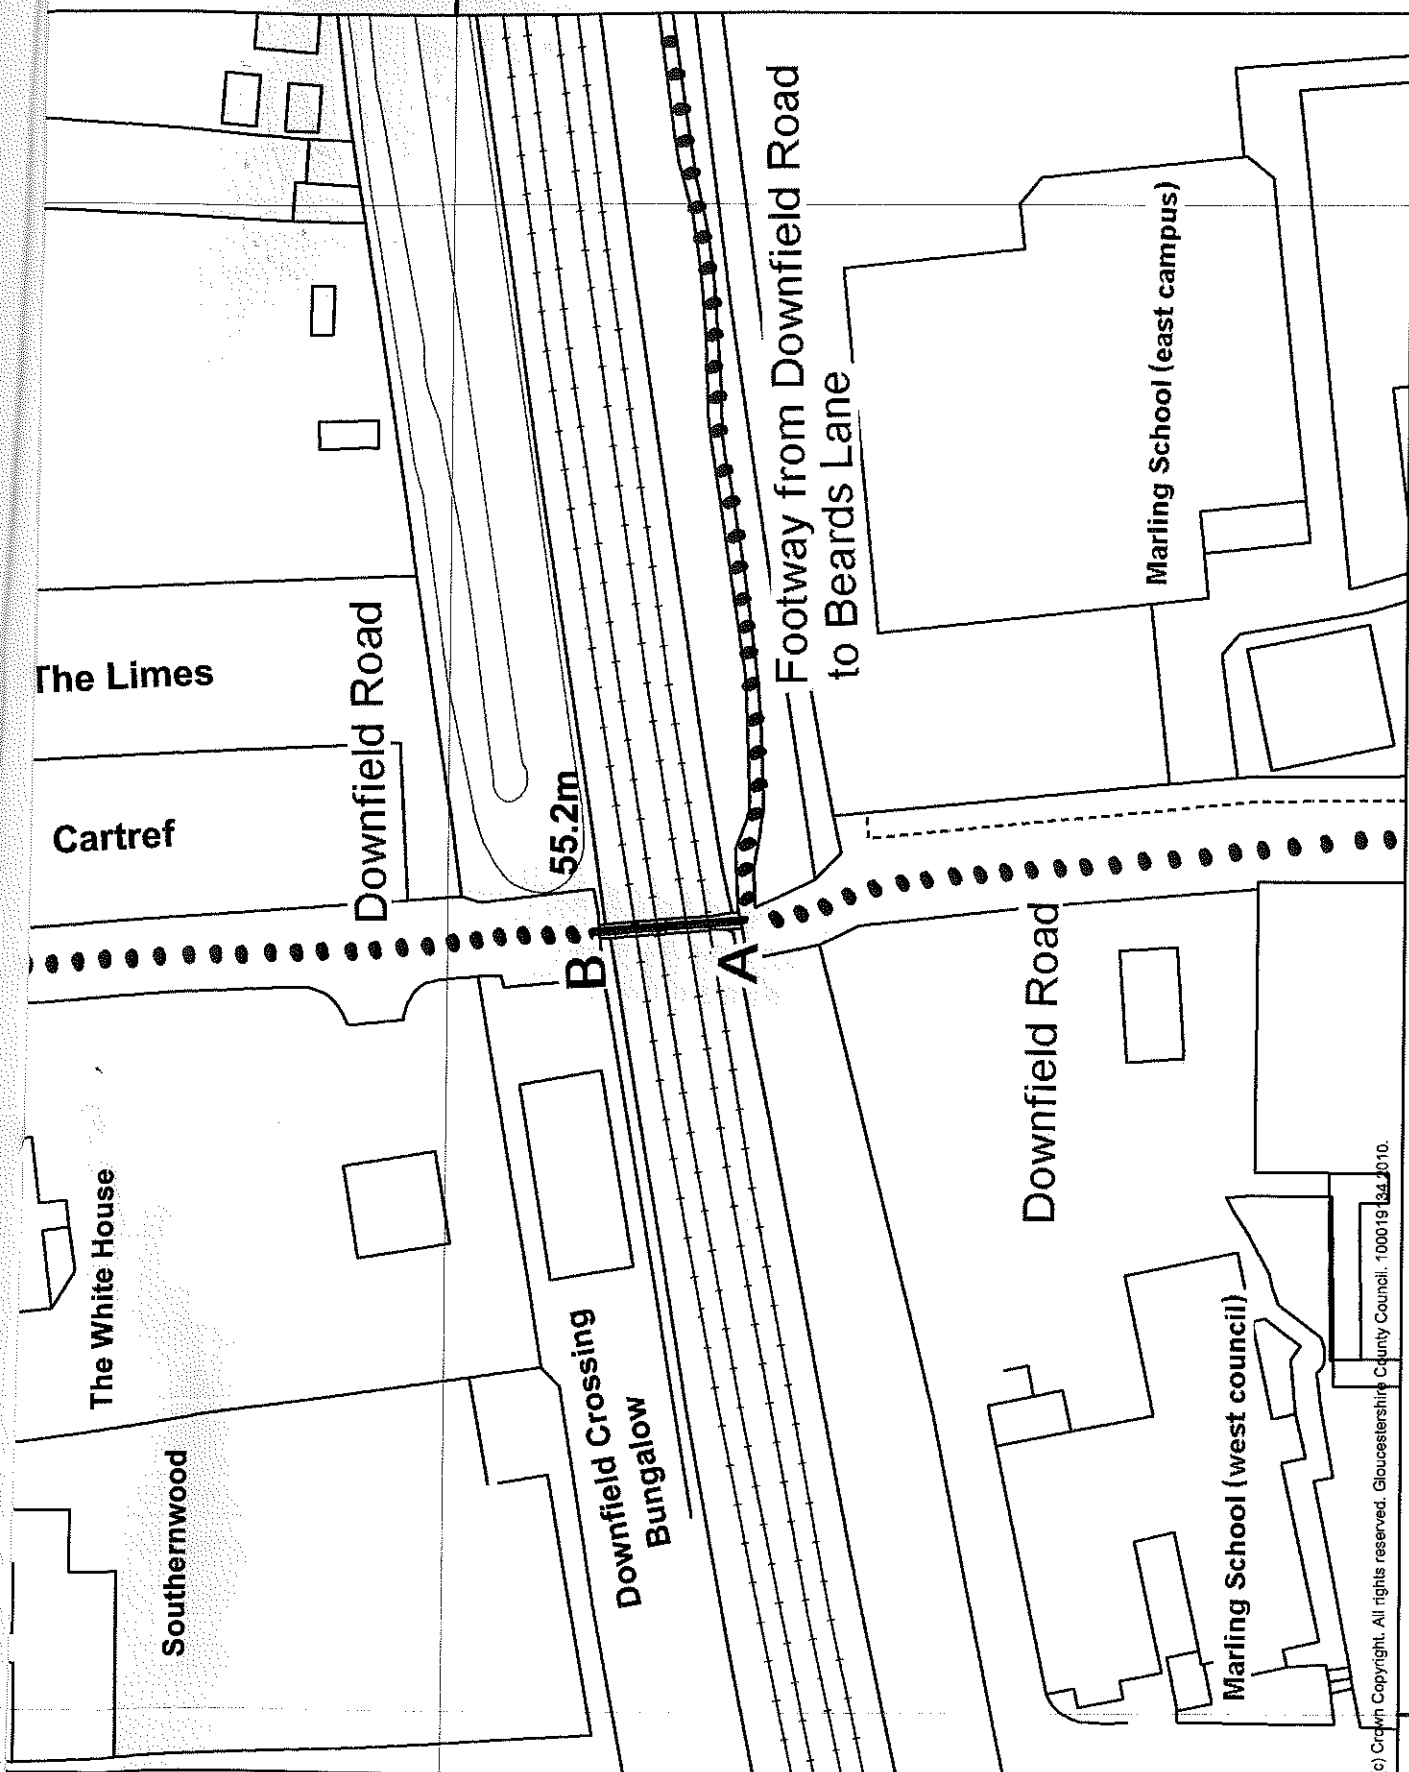 The Limes
Cartref
Downfield Road
55.2m
B
A
Footway from Downfield Road
to Beards Lane
Marling School (east campus)
The White House
Southernwood
Downfield Crossing
Bungalow
Downfield Road
Marling School (west council)
c) Crown Copyright. All rights reserved. Gloucestershire County Council. 100019134.2010.